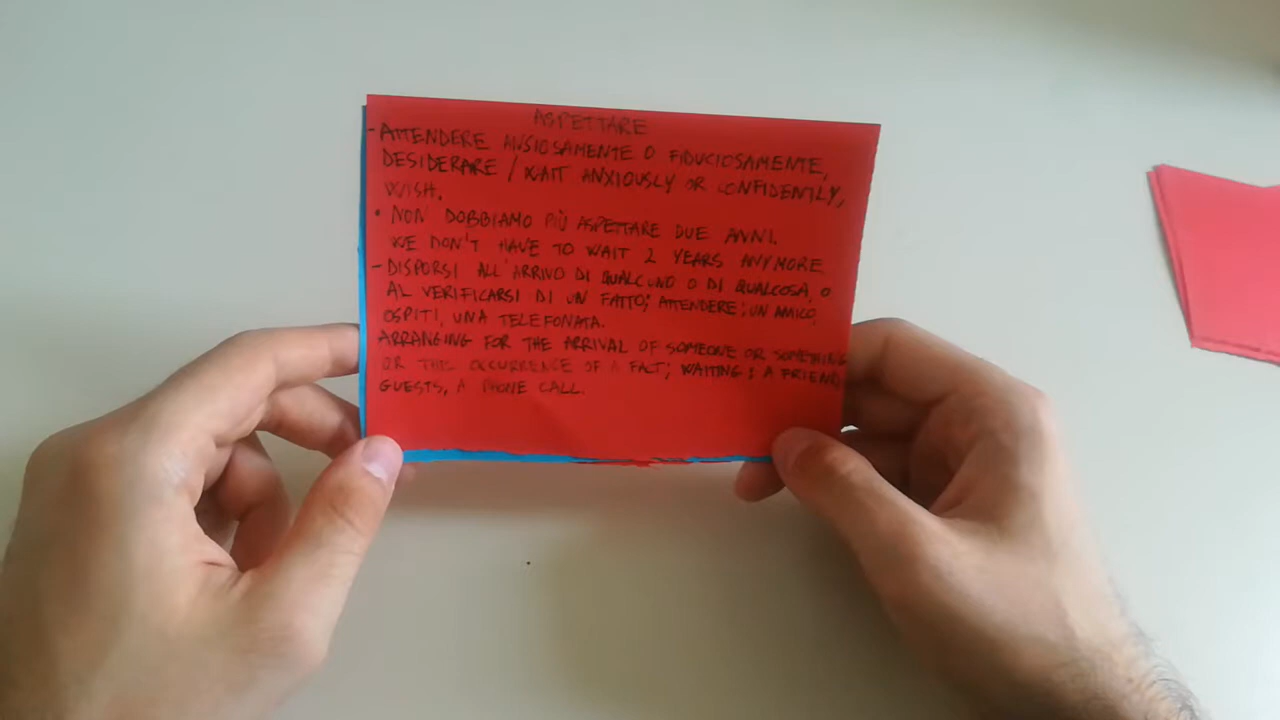 ASPETTARE
- ATTENDERE ANSIOSAMENTE O FIDUCIOSAMENTE,
DESIDERARE / WAIT ANXIOUSLY OR CONFIDENTLY,
WISH.
• NON DOBBIAMO PIÙ ASPETTARE DUE ANNI.
WE DON'T HAVE TO WAIT 2 YEARS ANYMORE
- DISPORSI ALL'ARRIVO DI QUALCUNO O DI QUALCOSA, O
AL VERIFICARSI DI UN FATTO; ATTENDERE: UN AMICO,
OSPITI, UNA TELEFONATA.
ARRANGING FOR THE ARRIVAL OF SOMEONE OR SOMETHING
OR THE OCCURRENCE OF A FACT; WAITING: A FRIEND,
GUESTS, A PHONE CALL.